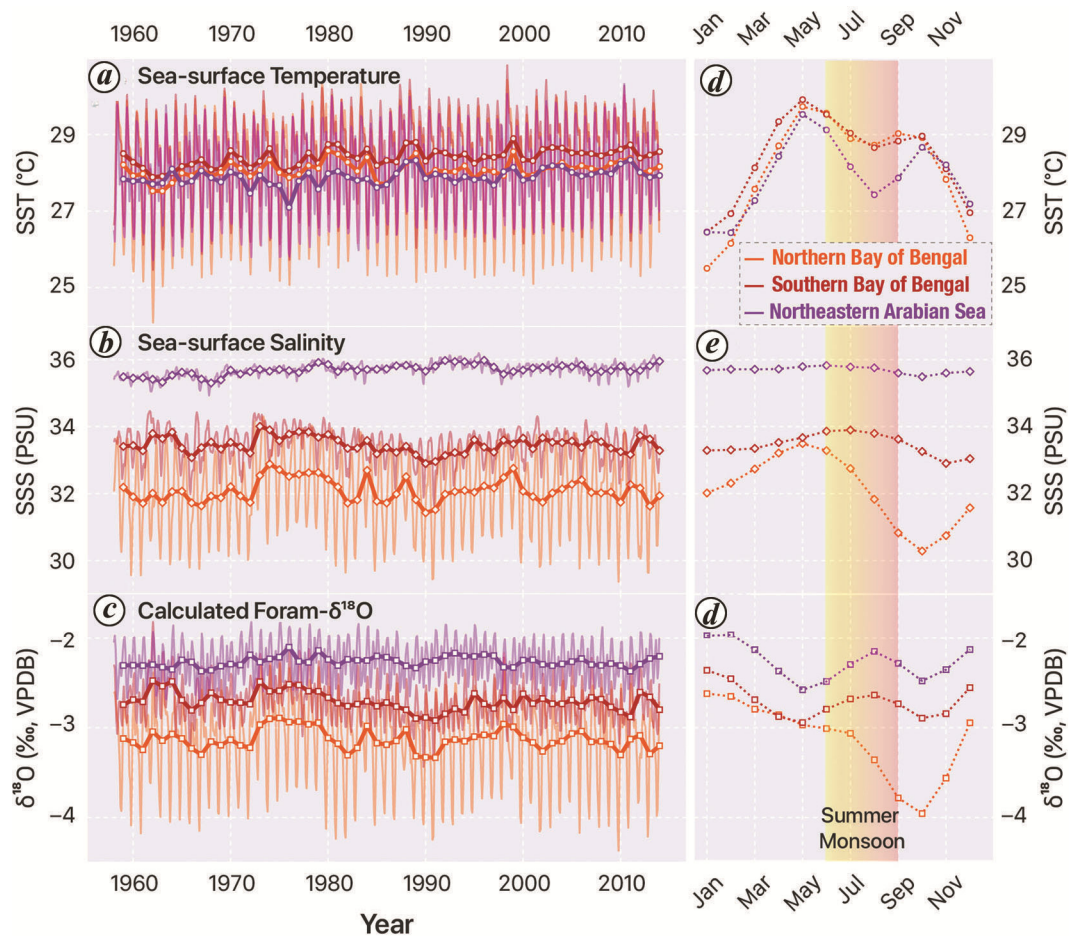 1960 1970 1980 1990 2000 2010
Jan Mar May Jul Sep Nov
a Sea-surface Temperature
d
SST (°C)
29
27
25
29
27
25
SST (°C)
Northern Bay of Bengal
Southern Bay of Bengal
Northeastern Arabian Sea
b Sea-surface Salinity
e
SSS (PSU)
36
34
32
30
36
34
32
30
SSS (PSU)
c Calculated Foram-δ¹⁸O
d
δ¹⁸O (‰, VPDB)
−2
−3
−4
−2
−3
−4
δ¹⁸O (‰, VPDB)
Summer
Monsoon
1960 1970 1980 1990 2000 2010
Jan Mar May Jul Sep Nov
Year